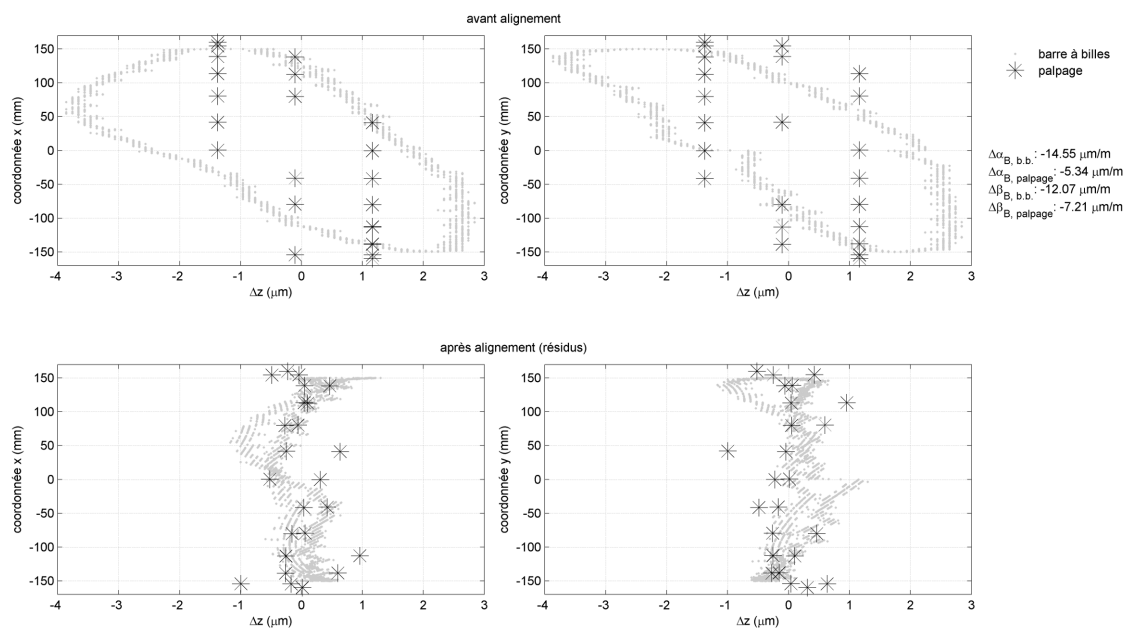 avant alignement
150
100
50
0
-50
-100
-150
coordonnée x (mm)
-4 -3 -2 -1 0 1 2 3
Δz (μm)
150
100
50
0
-50
-100
-150
coordonnée y (mm)
-4 -3 -2 -1 0 1 2 3
Δz (μm)
barre à billes
palpage
Δα B, b.b.: -14.55 μm/m
Δα B, palpage: -5.34 μm/m
Δβ B, b.b.: -12.07 μm/m
Δβ B, palpage: -7.21 μm/m
après alignement (résidus)
150
100
50
0
-50
-100
-150
coordonnée x (mm)
-4 -3 -2 -1 0 1 2 3
Δz (μm)
150
100
50
0
-50
-100
-150
coordonnée y (mm)
-4 -3 -2 -1 0 1 2 3
Δz (μm)